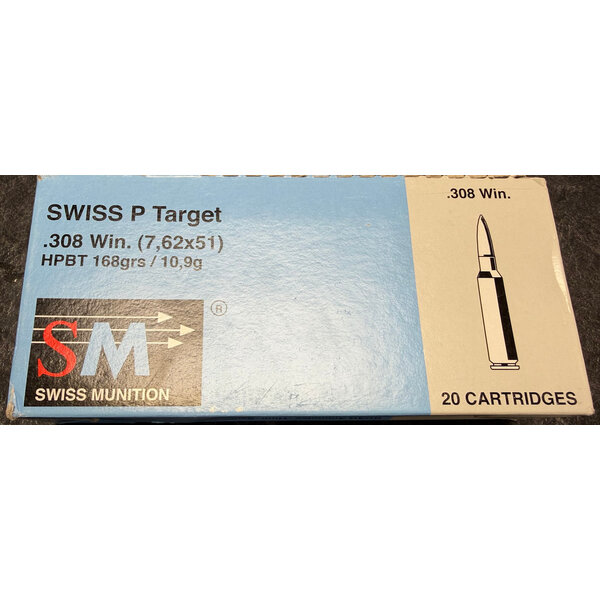 SWISS P Target
.308 Win. (7,62x51)
HPBT 168grs / 10,9g
SM ®
SWISS MUNITION
.308 Win.
20 CARTRIDGES